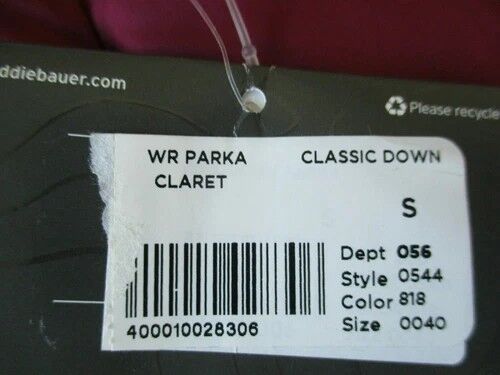 ddiebauer.com
Please recycle
WR PARKA CLASSIC DOWN
CLARET
S
Dept 056
Style 0544
Color 818
Size 0040
400010028306